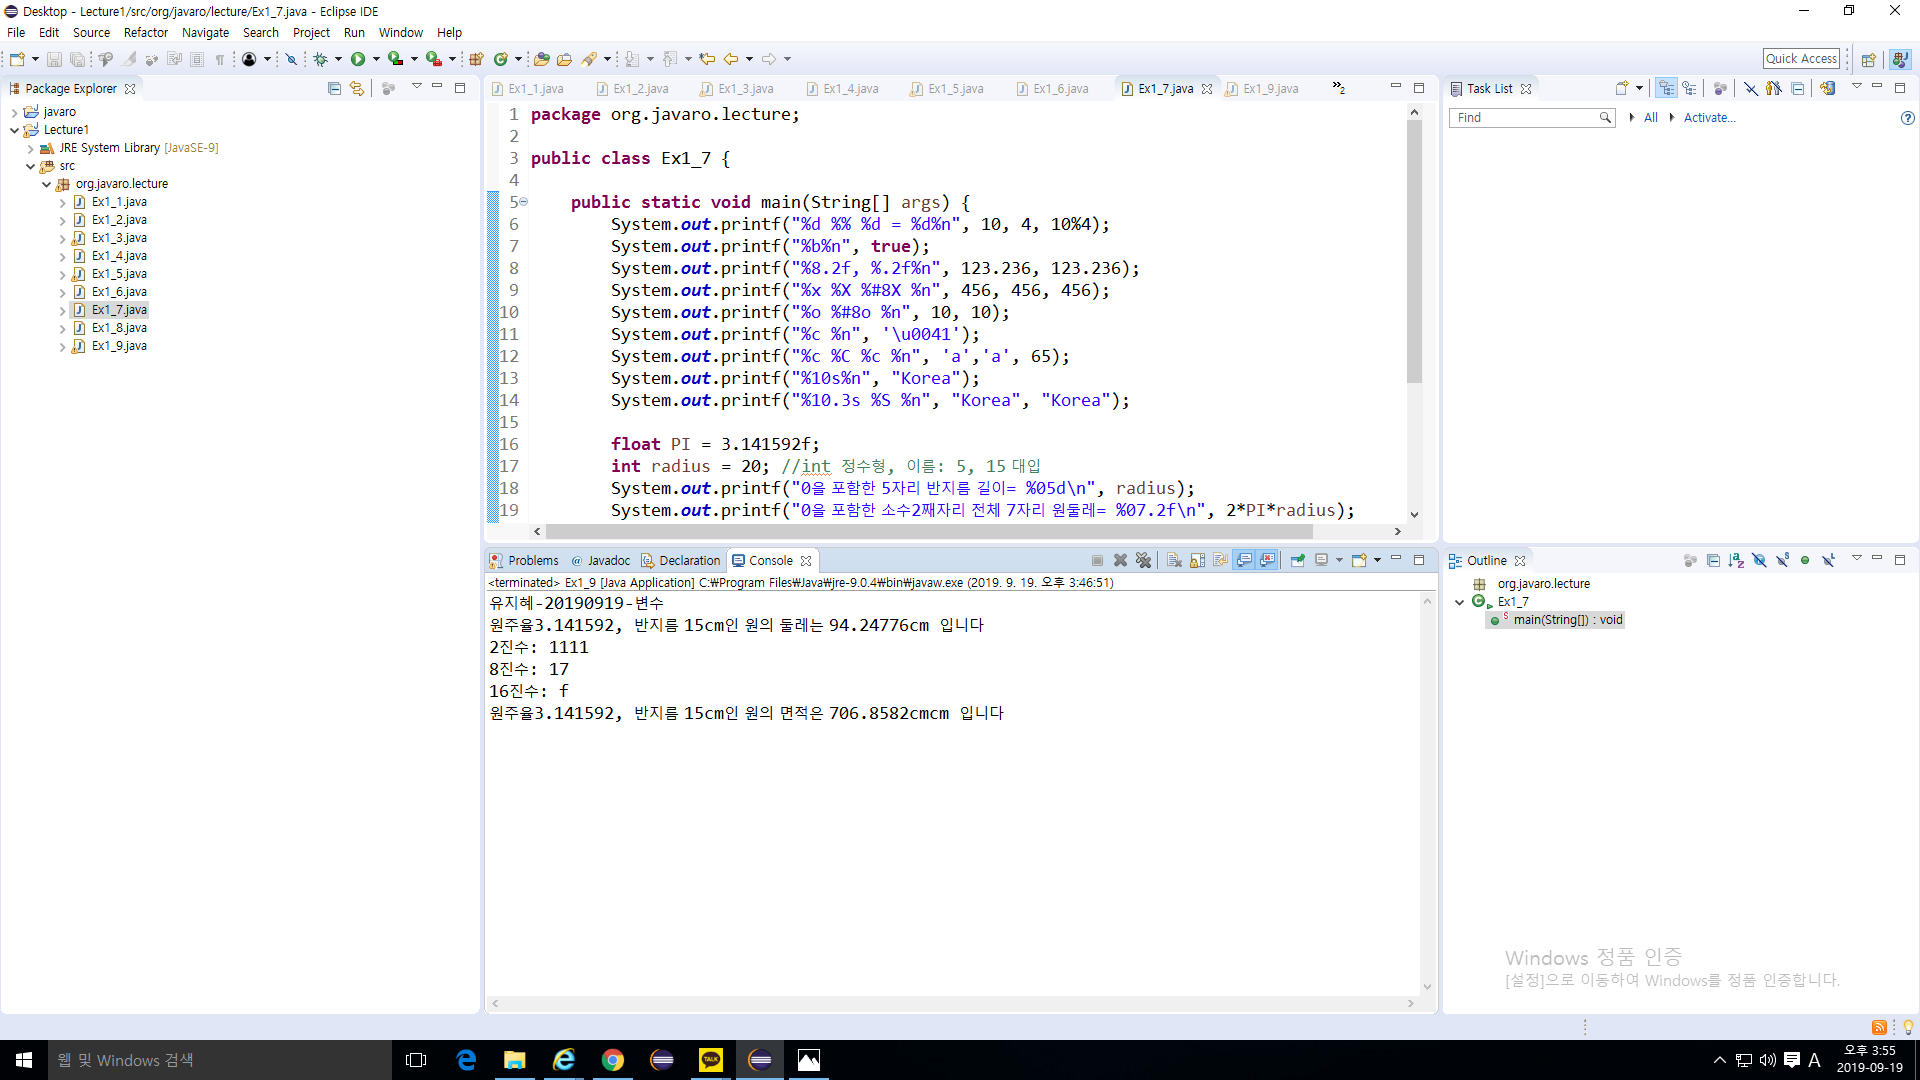 Desktop - Lecture1/src/org/javaro/lecture/Ex1_7.java - Eclipse IDE
File Edit Source Refactor Navigate Search Project Run Window Help
Quick Access
Package Explorer
javaro
Lecture1
JRE System Library [JavaSE-9]
src
org.javaro.lecture
Ex1_1.java
Ex1_2.java
Ex1_3.java
Ex1_4.java
Ex1_5.java
Ex1_6.java
Ex1_7.java
Ex1_8.java
Ex1_9.java
Ex1_1.java Ex1_2.java Ex1_3.java Ex1_4.java Ex1_5.java Ex1_6.java Ex1_7.java Ex1_9.java »2
1 package org.javaro.lecture;
2
3 public class Ex1_7 {
4
5 public static void main(String[] args) {
6 System.out.printf("%d %% %d = %d%n", 10, 4, 10%4);
7 System.out.printf("%b%n", true);
8 System.out.printf("%8.2f, %.2f%n", 123.236, 123.236);
9 System.out.printf("%x %X %#8X %n", 456, 456, 456);
10 System.out.printf("%o %#8o %n", 10, 10);
11 System.out.printf("%c %n", '\u0041');
12 System.out.printf("%c %C %c %n", 'a','a', 65);
13 System.out.printf("%10s%n", "Korea");
14 System.out.printf("%10.3s %S %n", "Korea", "Korea");
15
16 float PI = 3.141592f;
17 int radius = 20; //int 정수형, 이름: 5, 15 대입
18 System.out.printf("0을 포함한 5자리 반지름 길이= %05d\n", radius);
19 System.out.printf("0을 포함한 소수2째자리 전체 7자리 원둘레= %07.2f\n", 2*PI*radius);
Problems @ Javadoc Declaration Console
<terminated> Ex1_9 [Java Application] C:₩Program Files₩Java₩jre-9.0.4₩bin₩javaw.exe (2019. 9. 19. 오후 3:46:51)
유지혜-20190919-변수
원주율3.141592, 반지름 15cm인 원의 둘레는 94.24776cm 입니다
2진수: 1111
8진수: 17
16진수: f
원주율3.141592, 반지름 15cm인 원의 면적은 706.8582cmcm 입니다
Task List
Find All Activate...
Outline
org.javaro.lecture
Ex1_7
main(String[]) : void
Windows 정품 인증
[설정]으로 이동하여 Windows를 정품 인증합니다.
웹 및 Windows 검색
TALK
A
오후 3:55
2019-09-19